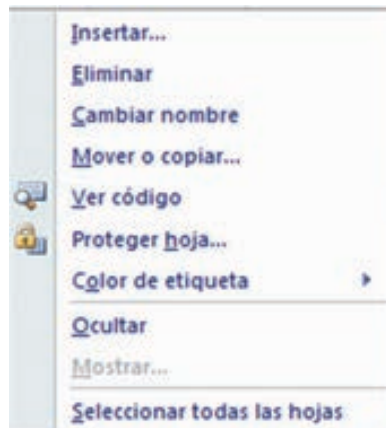 Insertar...
Eliminar
Cambiar nombre
Mover o copiar...
Ver código
Proteger hoja...
Color de etiqueta
Ocultar
Mostrar...
Seleccionar todas las hojas